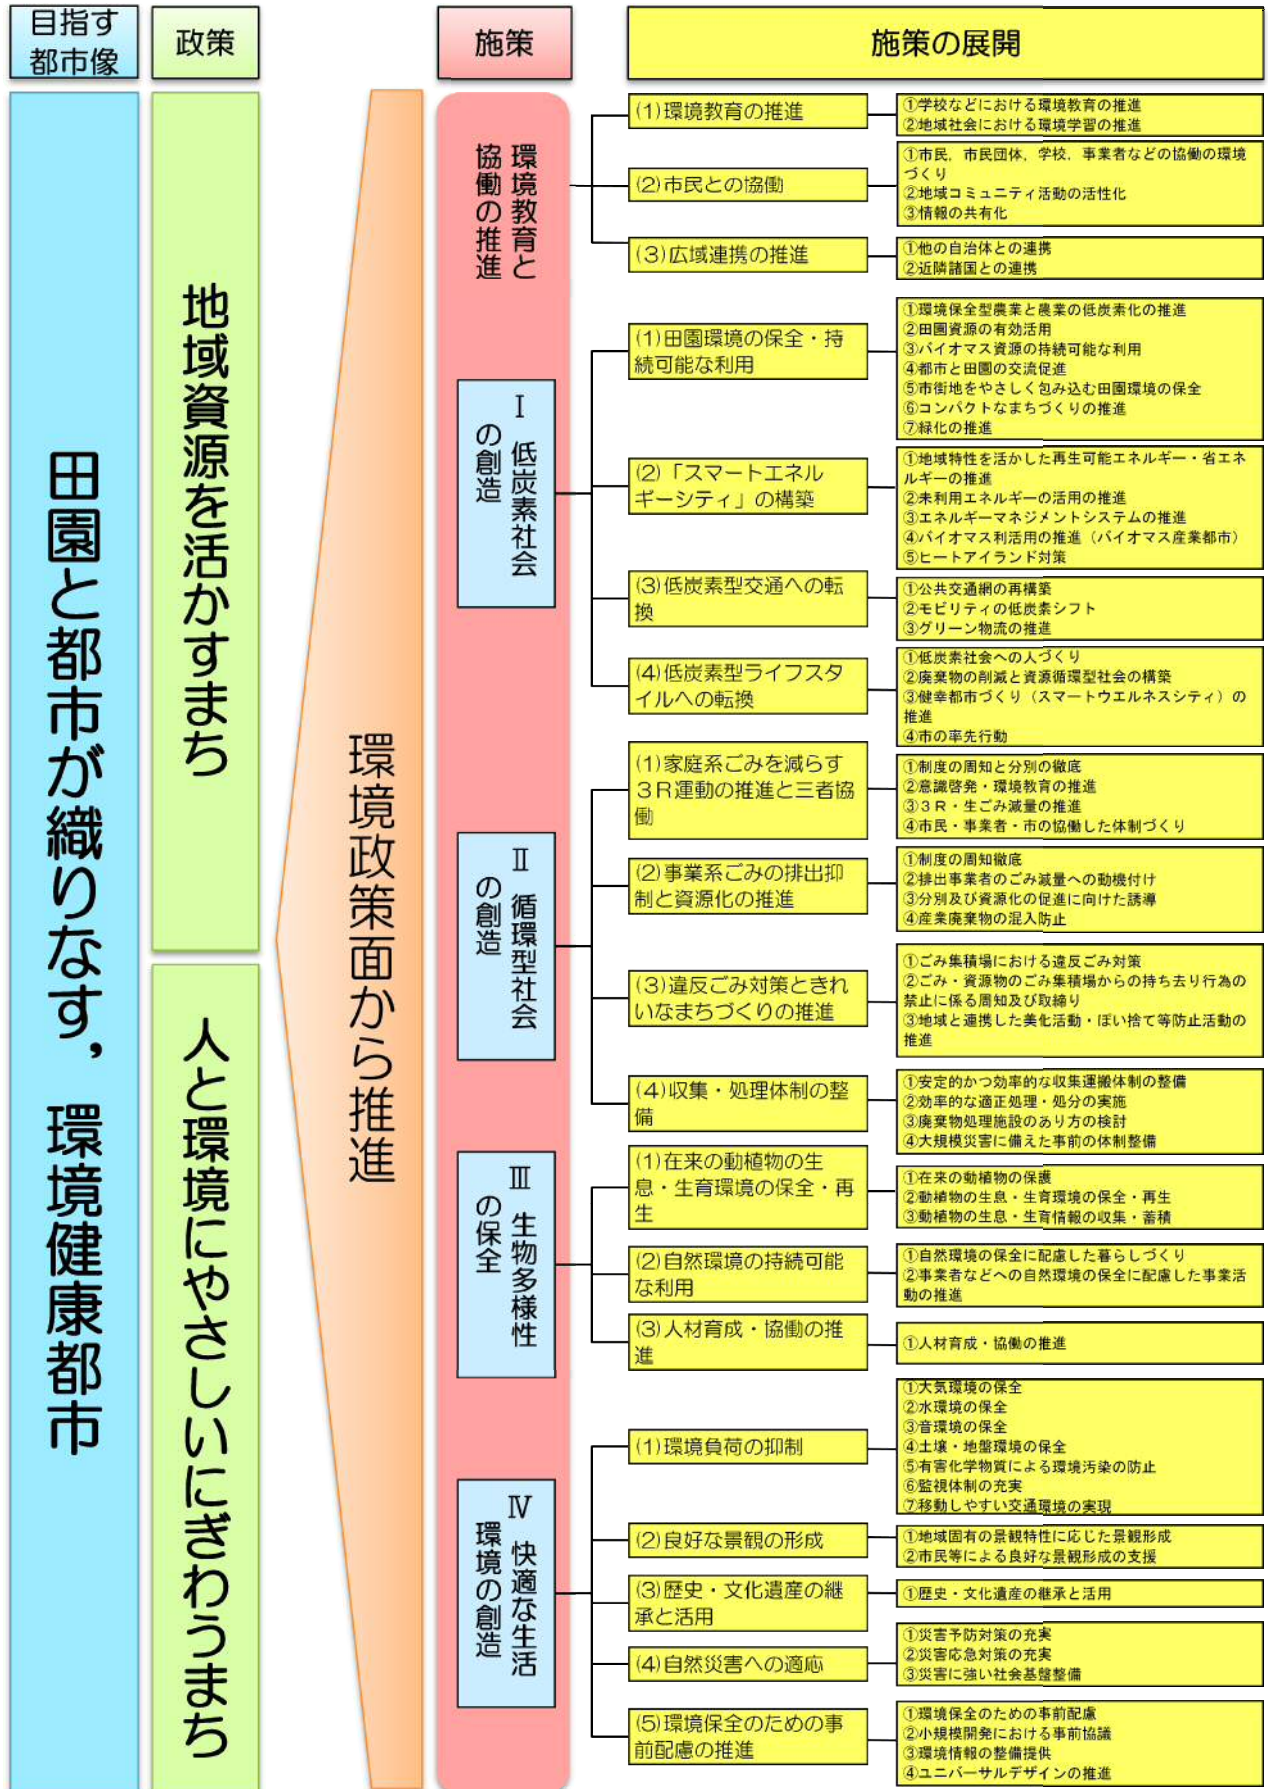 目指す
都市像
政策
施策
施策の展開
田園と都市が織りなす，環境健康都市
地域資源を活かすまち
人と環境にやさしいにぎわうまち
環境政策面から推進
環境教育と
協働の推進
(1)環境教育の推進
①学校などにおける環境教育の推進
②地域社会における環境学習の推進
(2)市民との協働
①市民，市民団体，学校，事業者などの協働の環境
づくり
②地域コミュニティ活動の活性化
③情報の共有化
(3)広域連携の推進
①他の自治体との連携
②近隣諸国との連携
Ⅰ 低炭素社会
の創造
(1)田園環境の保全・持
続可能な利用
①環境保全型農業と農業の低炭素化の推進
②田園資源の有効活用
③バイオマス資源の持続可能な利用
④都市と田園の交流促進
⑤市街地をやさしく包み込む田園環境の保全
⑥コンパクトなまちづくりの推進
⑦緑化の推進
(2)「スマートエネル
ギーシティ」の構築
①地域特性を活かした再生可能エネルギー・省エネ
ルギーの推進
②未利用エネルギーの活用の推進
③エネルギーマネジメントシステムの推進
④バイオマス利活用の推進（バイオマス産業都市）
⑤ヒートアイランド対策
(3)低炭素型交通への転
換
①公共交通網の再構築
②モビリティの低炭素シフト
③グリーン物流の推進
(4)低炭素型ライフスタ
イルへの転換
①低炭素社会への人づくり
②廃棄物の削減と資源循環型社会の構築
③健幸都市づくり（スマートウエルネスシティ）の
推進
④市の率先行動
Ⅱ 循環型社会
の創造
(1)家庭系ごみを減らす
３Ｒ運動の推進と三者協
働
①制度の周知と分別の徹底
②意識啓発・環境教育の推進
③３Ｒ・生ごみ減量の推進
④市民・事業者・市の協働した体制づくり
(2)事業系ごみの排出抑
制と資源化の推進
①制度の周知徹底
②排出事業者のごみ減量への動機付け
③分別及び資源化の促進に向けた誘導
④産業廃棄物の混入防止
(3)違反ごみ対策ときれ
いなまちづくりの推進
①ごみ集積場における違反ごみ対策
②ごみ・資源物のごみ集積場からの持ち去り行為の
禁止に係る周知及び取締り
③地域と連携した美化活動・ぽい捨て等防止活動の
推進
(4)収集・処理体制の整
備
①安定的かつ効率的な収集運搬体制の整備
②効率的な適正処理・処分の実施
③廃棄物処理施設のあり方の検討
④大規模災害に備えた事前の体制整備
Ⅲ 生物多様性
の保全
(1)在来の動植物の生
息・生育環境の保全・再
生
①在来の動植物の保護
②動植物の生息・生育環境の保全・再生
③動植物の生息・生育情報の収集・蓄積
(2)自然環境の持続可能
な利用
①自然環境の保全に配慮した暮らしづくり
②事業者などへの自然環境の保全に配慮した事業活
動の推進
(3)人材育成・協働の推
進
①人材育成・協働の推進
Ⅳ 快適な生活
環境の創造
(1)環境負荷の抑制
①大気環境の保全
②水環境の保全
③音環境の保全
④土壌・地盤環境の保全
⑤有害化学物質による環境汚染の防止
⑥監視体制の充実
⑦移動しやすい交通環境の実現
(2)良好な景観の形成
①地域固有の景観特性に応じた景観形成
②市民等による良好な景観形成の支援
(3)歴史・文化遺産の継
承と活用
①歴史・文化遺産の継承と活用
(4)自然災害への適応
①災害予防対策の充実
②災害応急対策の充実
③災害に強い社会基盤整備
(5)環境保全のための事
前配慮の推進
①環境保全のための事前配慮
②小規模開発における事前協議
③環境情報の整備提供
④ユニバーサルデザインの推進